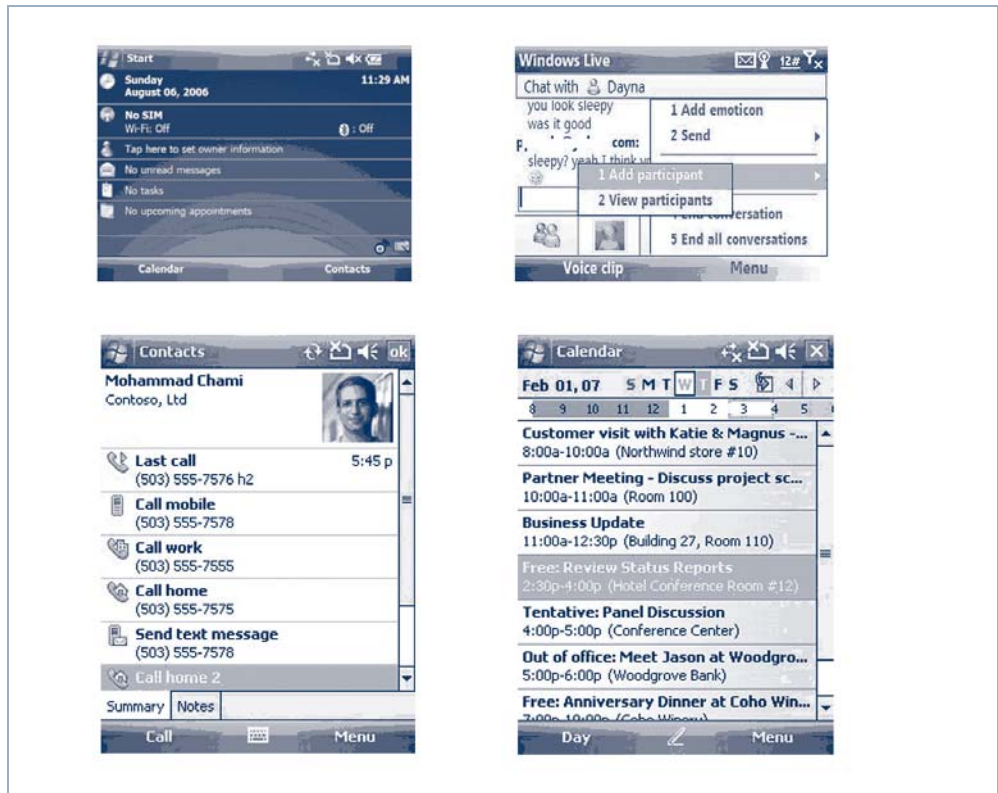 Start
Sunday
August 06, 2006
11:29 AM
No SIM
Wi-Fi: Off
: Off
Tap here to set owner information
No unread messages
No tasks
No upcoming appointments
Calendar
Contacts
Windows Live
12#
Chat with Dayna
you look sleepy
was it good
com:
sleepy? yeah I think
1 Add emoticon
2 Send
1 Add participant
2 View participants
conversation
5 End all conversations
Voice clip
Menu
Contacts
ok
Mohammad Chami
Contoso, Ltd
Last call
5:45 p
(503) 555-7576 h2
Call mobile
(503) 555-7578
Call work
(503) 555-7555
Call home
(503) 555-7575
Send text message
(503) 555-7578
Call home 2
Summary
Notes
Call
Menu
Calendar
Feb 01, 07
S M T W T F S
8 9 10 11 12 1 2 3 4 5
Customer visit with Katie & Magnus -...
8:00a-10:00a (Northwind store #10)
Partner Meeting - Discuss project sc...
10:00a-11:00a (Room 100)
Business Update
11:00a-12:30p (Building 27, Room 110)
Free: Review Status Reports
2:30p-4:00p (Hotel Conference Room #12)
Tentative: Panel Discussion
4:00p-5:00p (Conference Center)
Out of office: Meet Jason at Woodgro...
5:00p-6:00p (Woodgrove Bank)
Free: Anniversary Dinner at Coho Win...
7:00p-10:00p (Coho Winery)
Day
Menu